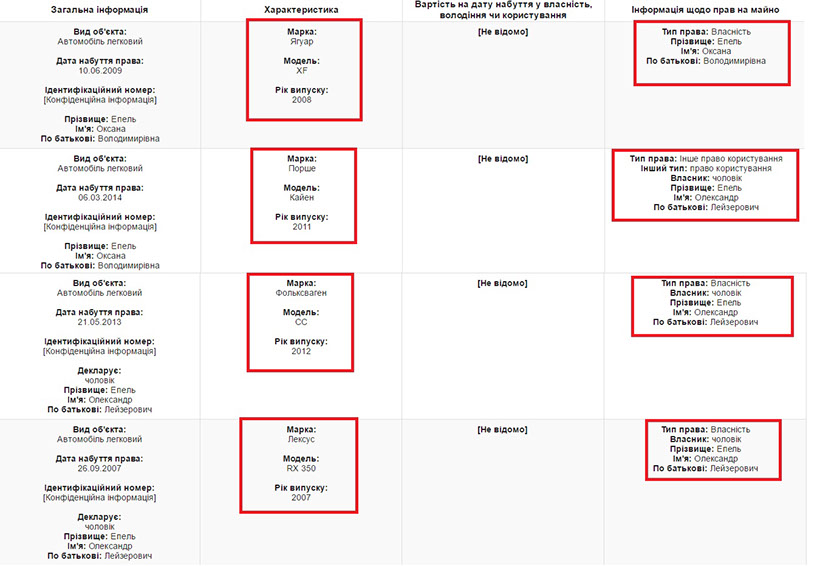 Загальна інформація
Характеристика
Вартість на дату набуття у власність,
володіння чи користування
Інформація щодо прав на майно
Вид об'єкта:
Автомобіль легковий
Дата набуття права:
10.06.2009
Ідентифікаційний номер:
[Конфіденційна інформація]
Прізвище: Епель
Ім'я: Оксана
По батькові: Володимирівна
Марка:
Ягуар
Модель:
XF
Рік випуску:
2008
[Не відомо]
Тип права: Власність
Прізвище: Епель
Ім'я: Оксана
По батькові: Володимирівна
Вид об'єкта:
Автомобіль легковий
Дата набуття права:
06.03.2014
Ідентифікаційний номер:
[Конфіденційна інформація]
Прізвище: Епель
Ім'я: Оксана
По батькові: Володимирівна
Марка:
Порше
Модель:
Кайен
Рік випуску:
2011
[Не відомо]
Тип права: Інше право користування
Інший тип: право користування
Власник: чоловік
Прізвище: Епель
Ім'я: Олександр
По батькові: Лейзерович
Вид об'єкта:
Автомобіль легковий
Дата набуття права:
21.05.2013
Ідентифікаційний номер:
[Конфіденційна інформація]
Декларує:
чоловік
Прізвище: Епель
Ім'я: Олександр
По батькові: Лейзерович
Марка:
Фольксваген
Модель:
CC
Рік випуску:
2012
[Не відомо]
Тип права: Власність
Власник: чоловік
Прізвище: Епель
Ім'я: Олександр
По батькові: Лейзерович
Вид об'єкта:
Автомобіль легковий
Дата набуття права:
26.09.2007
Ідентифікаційний номер:
[Конфіденційна інформація]
Декларує:
чоловік
Прізвище: Епель
Ім'я: Олександр
По батькові: Лейзерович
Марка:
Лексус
Модель:
RX 350
Рік випуску:
2007
[Не відомо]
Тип права: Власність
Власник: чоловік
Прізвище: Епель
Ім'я: Олександр
По батькові: Лейзерович